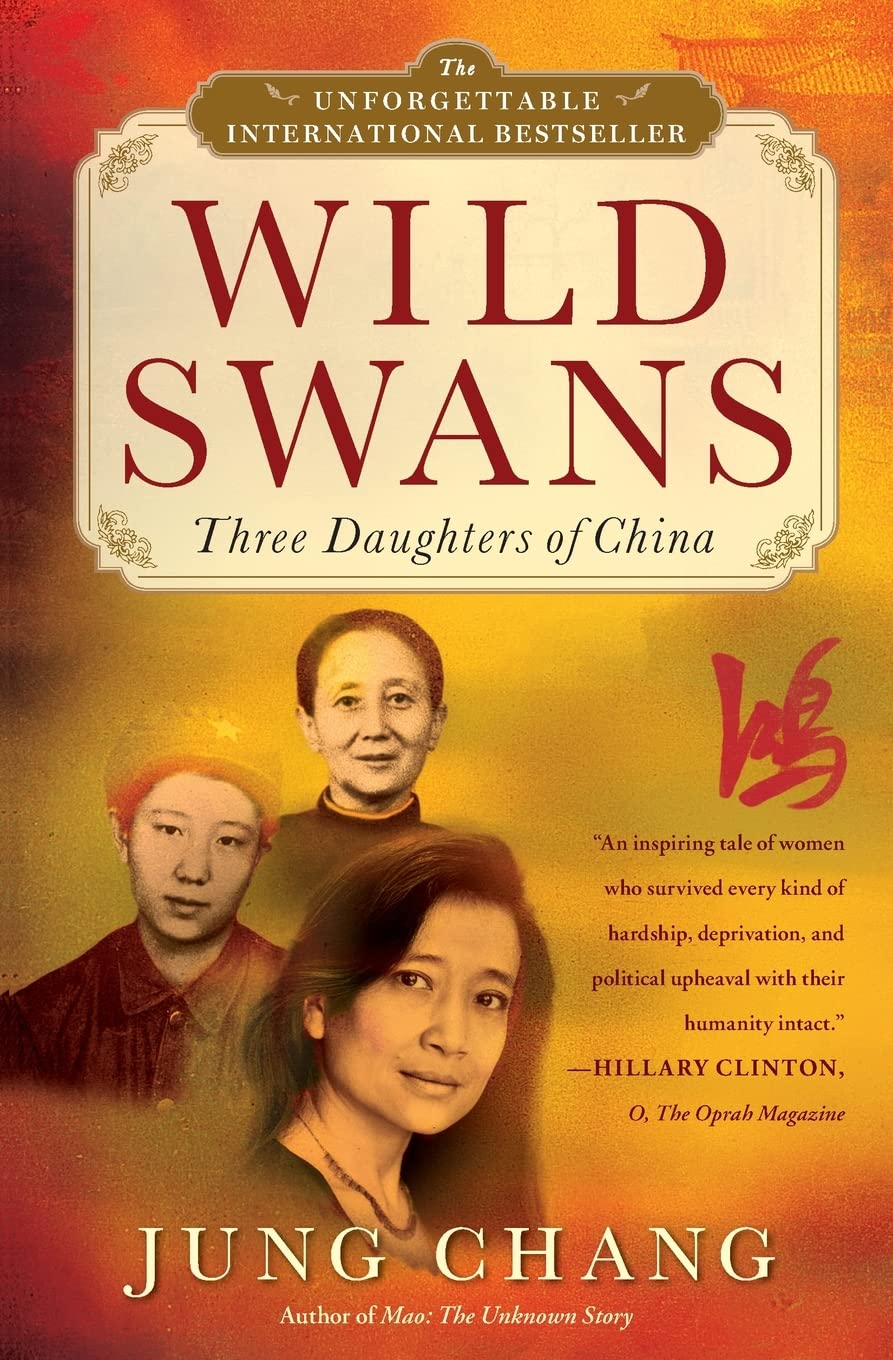 The
UNFORGETTABLE
INTERNATIONAL BESTSELLER
WILD
SWANS
Three Daughters of China
鴻
“An inspiring tale of women
who survived every kind of
hardship, deprivation, and
political upheaval with their
humanity intact.”
—HILLARY CLINTON,
O, The Oprah Magazine
JUNG CHANG
Author of Mao: The Unknown Story